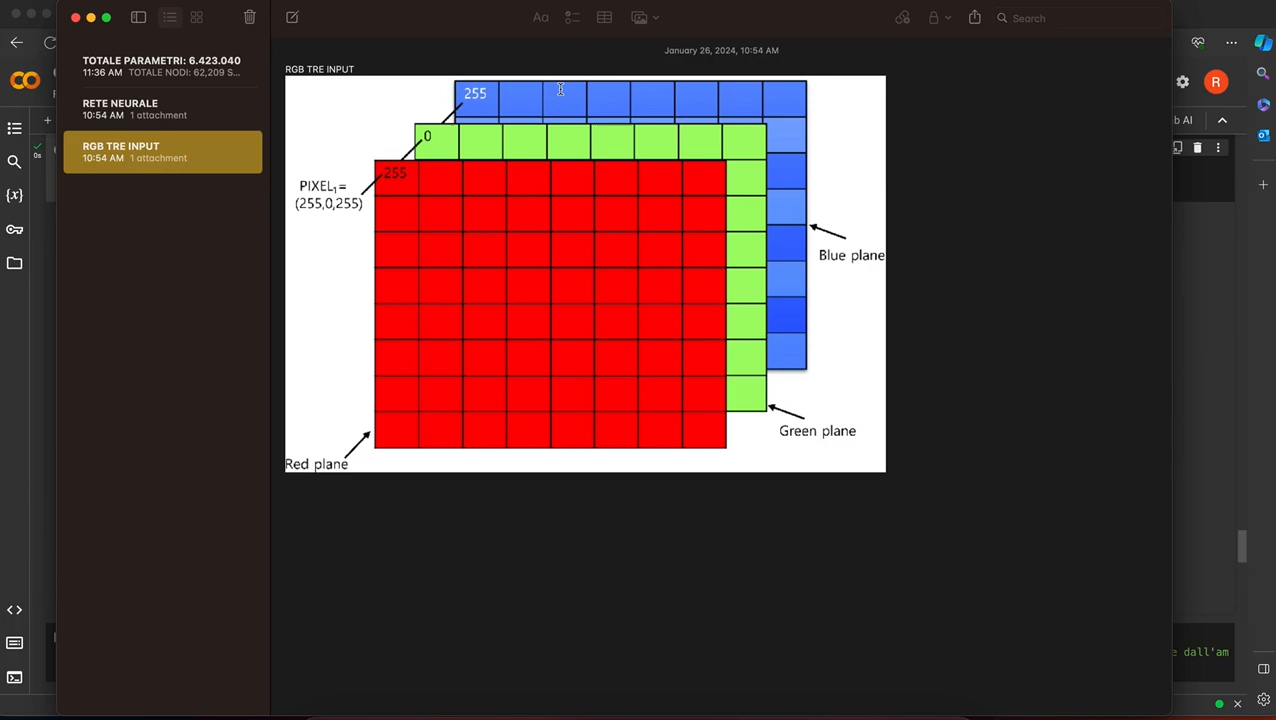 Aa
Search
January 26, 2024, 10:54 AM
TOTALE PARAMETRI: 6.423.040
11:36 AM TOTALE NODI: 62,209 S...
RETE NEURALE
10:54 AM 1 attachment
RGB TRE INPUT
10:54 AM 1 attachment
RGB TRE INPUT
255
0
255
PIXEL1=
(255,0,255)
Blue plane
Green plane
Red plane
R
AI
0s
{x}
dall'am